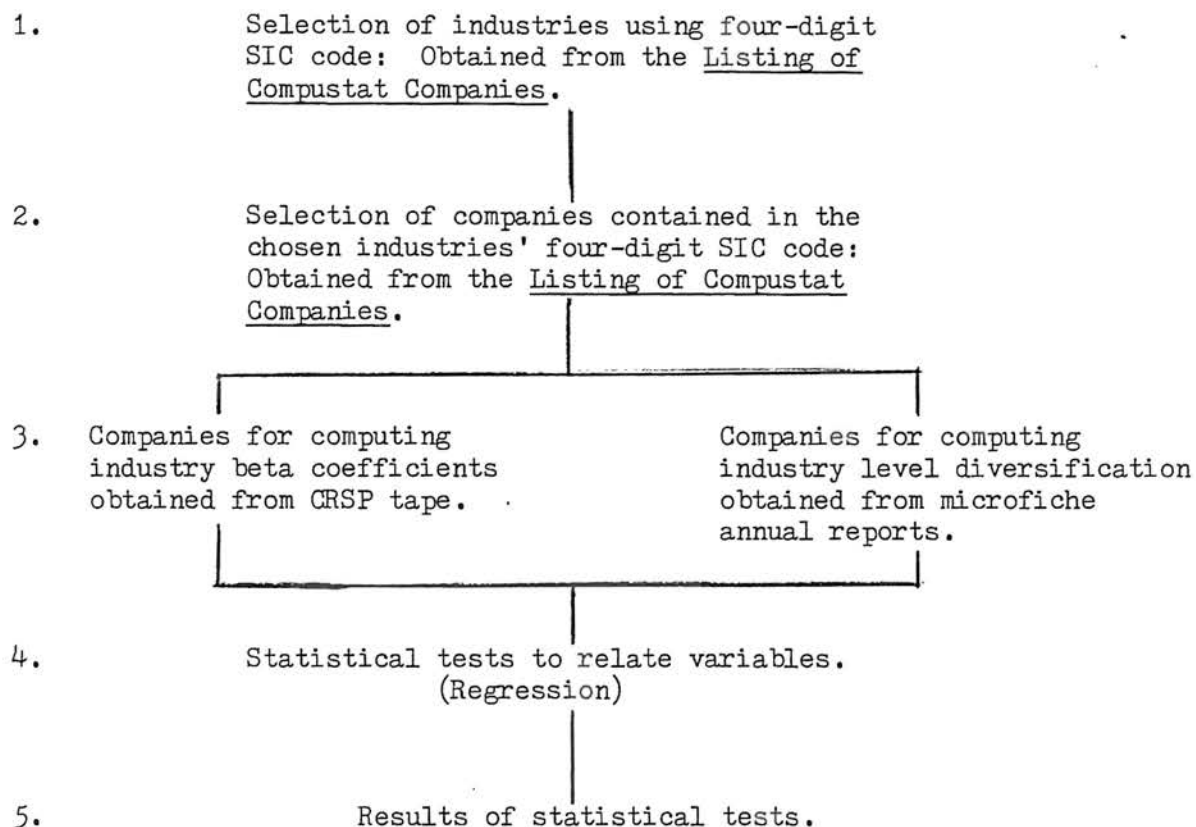 1. Selection of industries using four-digit
SIC code: Obtained from the Listing of
Compustat Companies.
2. Selection of companies contained in the
chosen industries' four-digit SIC code:
Obtained from the Listing of Compustat
Companies.
3. Companies for computing
industry beta coefficients
obtained from CRSP tape.
Companies for computing
industry level diversification
obtained from microfiche
annual reports.
4. Statistical tests to relate variables.
(Regression)
5. Results of statistical tests.